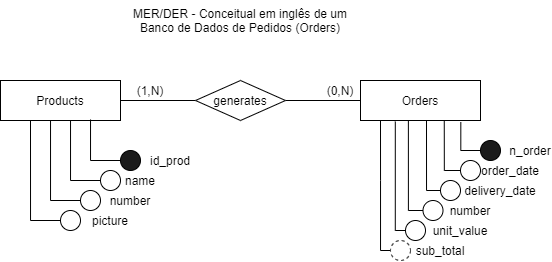 MER/DER - Conceitual em inglês de um
Banco de Dados de Pedidos (Orders)
Products
(1,N)
generates
(0,N)
Orders
id_prod
name
number
picture
n_order
order_date
delivery_date
number
unit_value
sub_total